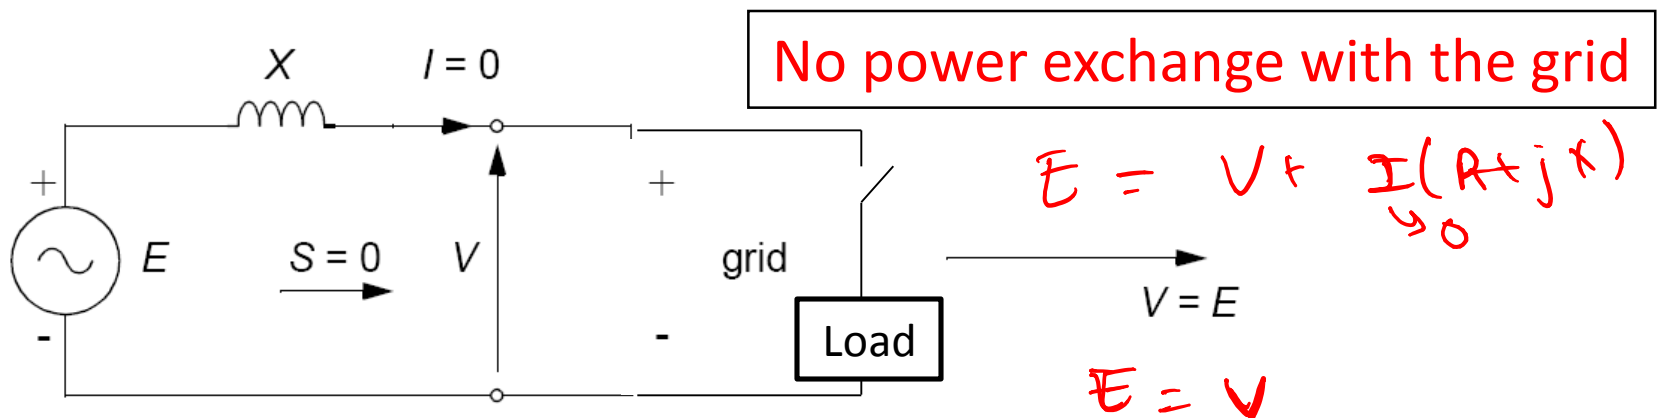 No power exchange with the grid
X
I = 0
E = V + I(R+jX)
→ 0
+
+
E
S = 0
V
grid
V = E
-
-
Load
E = V